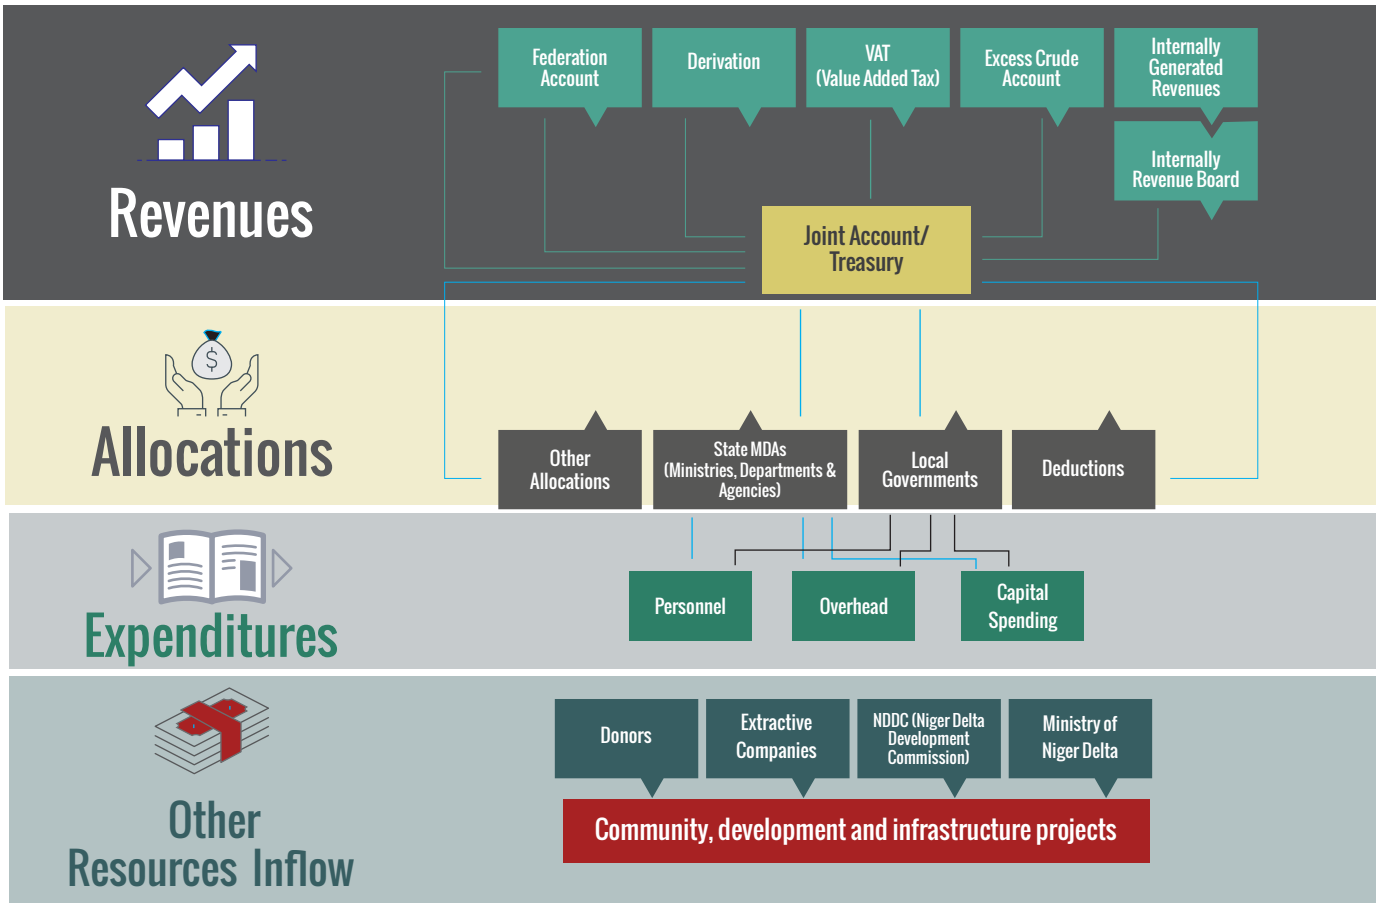 Revenues
Federation
Account
Derivation
VAT
(Value Added Tax)
Excess Crude
Account
Internally
Generated
Revenues
Internally
Revenue Board
Joint Account/
Treasury
Allocations
$
Other
Allocations
State MDAs
(Ministries, Departments &
Agencies)
Local
Governments
Deductions
Expenditures
Personnel
Overhead
Capital
Spending
Other
Resources Inflow
Donors
Extractive
Companies
NDDC (Niger Delta
Development
Commission)
Ministry of
Niger Delta
Community, development and infrastructure projects